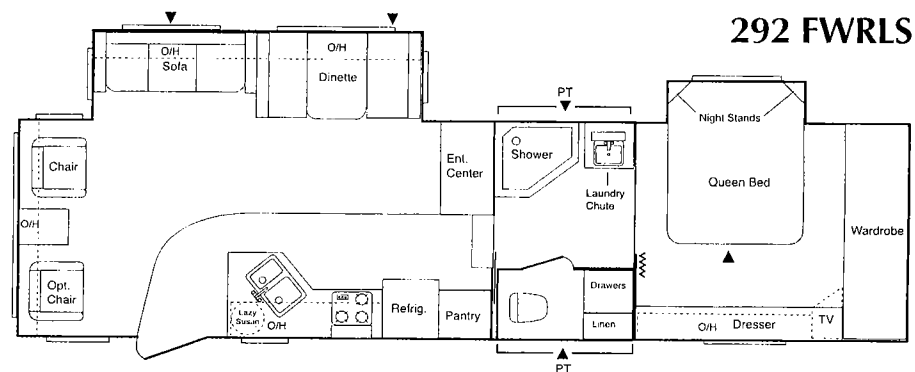 292 FWRLS
O/H
Sofa
O/H
Dinette
PT
Night Stands
Chair
Ent.
Center
Shower
Laundry
Chute
Queen Bed
O/H
Wardrobe
Opt.
Chair
Lazy
Susan
O/H
Refrig.
Pantry
Drawers
Linen
O/H
Dresser
TV
PT